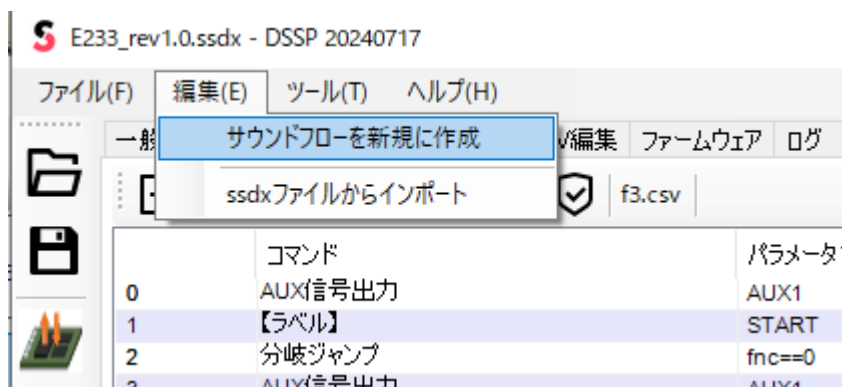 E233_rev1.0.ssdx - DSSP 20240717
ファイル(F) 編集(E) ツール(T) ヘルプ(H)
サウンドフローを新規に作成
ssdxファイルからインポート
一般
V編集 ファームウェア ログ
f3.csv
コマンド パラメータ
0 AUX信号出力 AUX1
1 【ラベル】 START
2 分岐ジャンプ fnc==0
3 AUX信号出力 AUX1